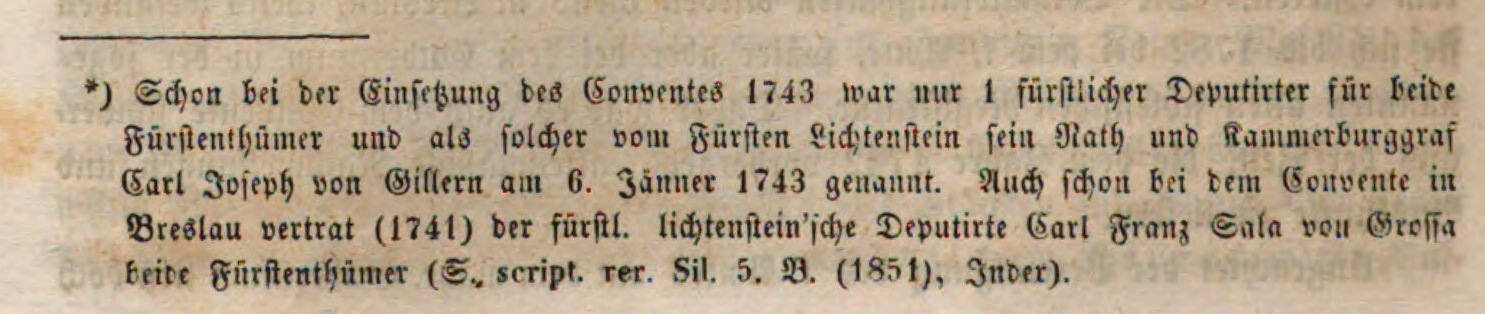 *) Schon bei der Einsetzung des Conventes 1743 war nur 1 fürstlicher Deputirter für beide
Fürstenthümer und als solcher vom Fürsten Lichtenstein sein Rath und Kammerburggraf
Carl Joseph von Gillern am 6. Jänner 1743 genannt. Auch schon bei dem Convente in
Breslau vertrat (1741) der fürstl. lichtenstein'sche Deputirte Carl Franz Sala von Grossa
beide Fürstenthümer (S., script. rer. Sil. 5. B. (1851), Index).